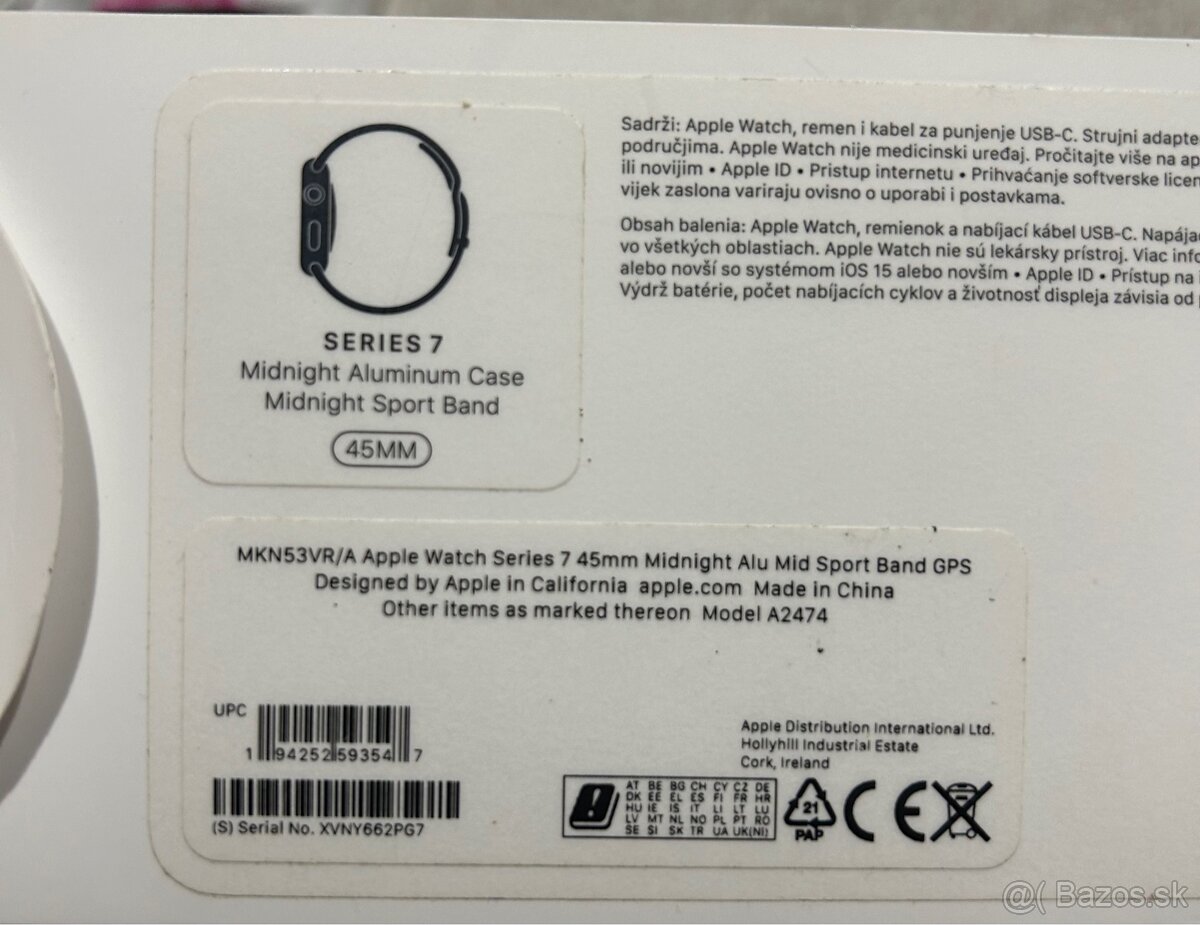 SERIES 7
Midnight Aluminum Case
Midnight Sport Band
45MM
Sadrži: Apple Watch, remen i kabel za punjenje USB-C. Strujni adapte
područjima. Apple Watch nije medicinski uređaj. Pročitajte više na ap
ili novijim • Apple ID • Pristup internetu • Prihvaćanje softverske licen
vijek zaslona variraju ovisno o uporabi i postavkama.
Obsah balenia: Apple Watch, remienok a nabíjací kábel USB-C. Napája
vo všetkých oblastiach. Apple Watch nie sú lekársky prístroj. Viac info
alebo novší so systémom iOS 15 alebo novším • Apple ID • Prístup na
Výdrž batérie, počet nabíjacích cyklov a životnosť displeja závisia od
MKN53VR/A Apple Watch Series 7 45mm Midnight Alu Mid Sport Band GPS
Designed by Apple in California apple.com Made in China
Other items as marked thereon Model A2474
UPC
1 94252 59354 7
(S) Serial No. XVNY662PG7
Apple Distribution International Ltd.
Hollyhill Industrial Estate
Cork, Ireland
AT BE BG CH CY CZ DE
DK EE EL ES FI FR HR
HU IE IS IT LI LT LU
LV MT NL NO PL PT RO
SE SI SK TR UA UK(NI)
21
PAP
CE
@( Bazos.sk